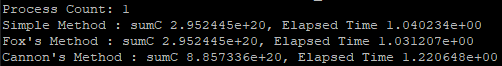 Process Count: 1
Simple Method : sumC 2.952445e+20, Elapsed Time 1.040234e+00
Fox's Method : sumC 2.952445e+20, Elapsed Time 1.031207e+00
Cannon's Method : sumC 8.857336e+20, Elapsed Time 1.220648e+00